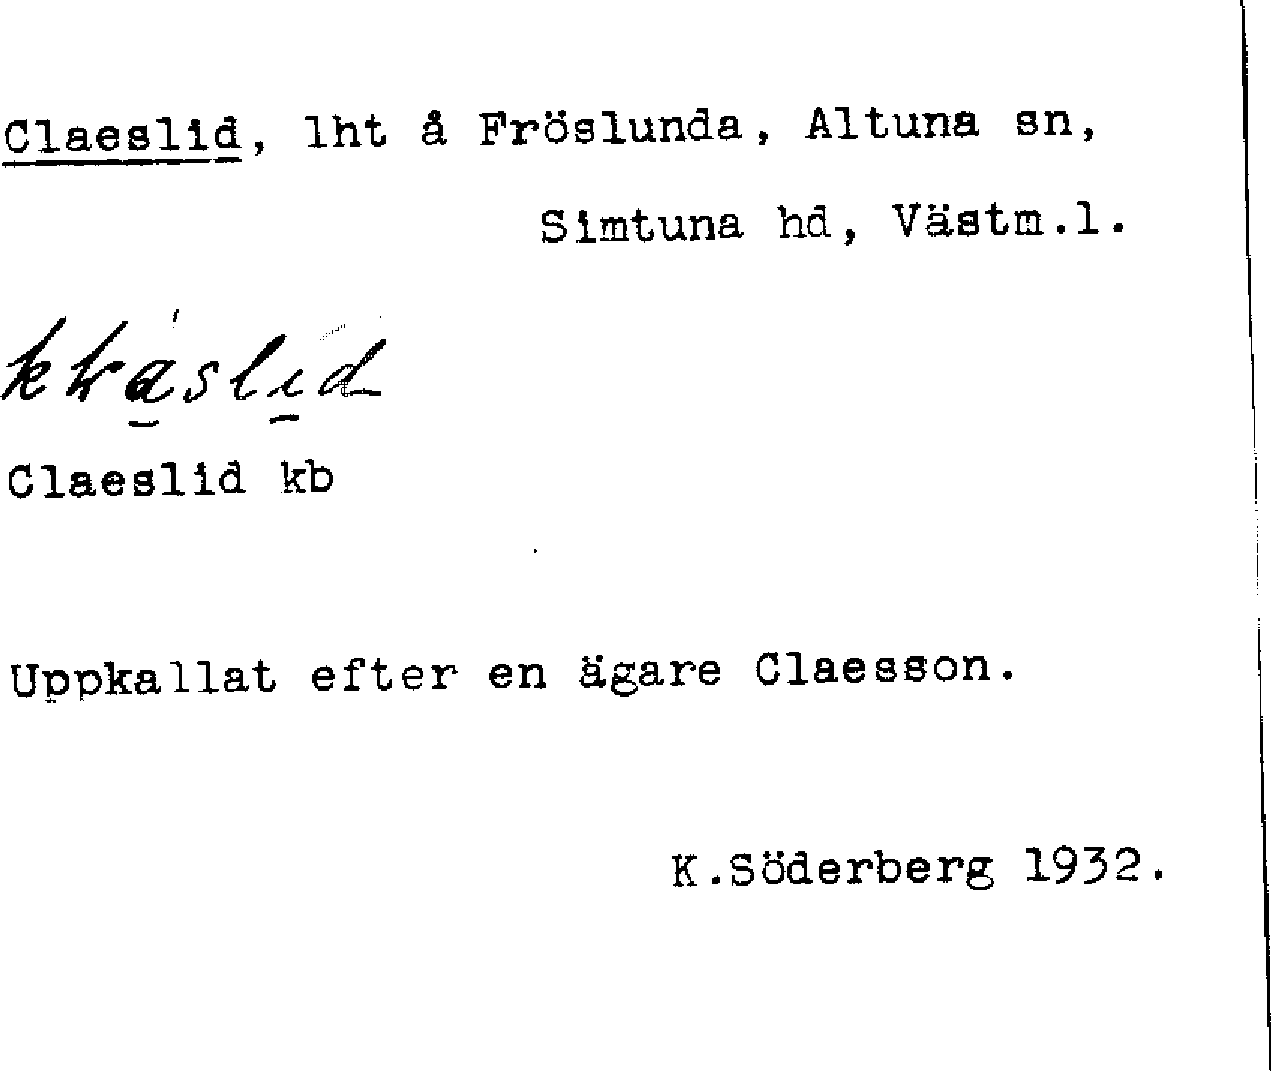 Claeslid, lht å Fröslunda, Altuna sn,
Simtuna hd, Västm.l.
Claeslid kb
Uppkallat efter en ägare Claesson.
K.Söderberg 1932.